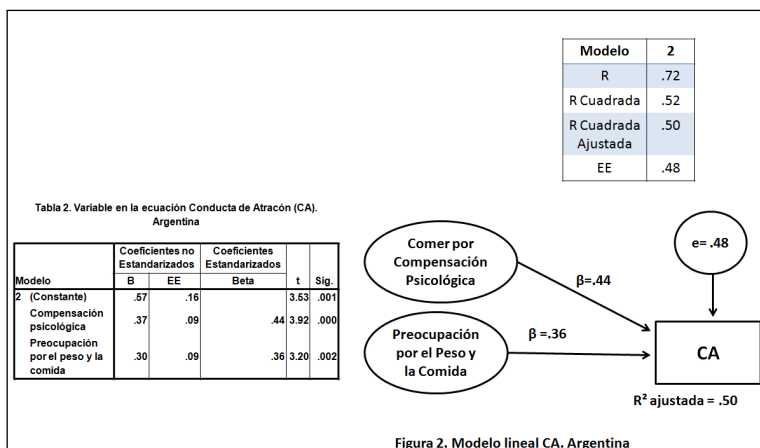 Modelo 2
R .72
R Cuadrada .52
R Cuadrada .50
Ajustada
EE .48
Tabla 2. Variable en la ecuación Conducta de Atracón (CA).
Argentina
Coeficientes no Coeficientes
Estandarizados Estandarizados
Modelo B EE Beta t Sig.
2 (Constante) .57 .16 3.53 .001
Compensación
psicológica .37 .09 .44 3.92 .000
Preocupación
por el peso y la .30 .09 .36 3.20 .002
comida
Comer por
Compensación
Psicológica
β=.44
e= .48
Preocupación
por el Peso y
la Comida
β =.36
CA
R² ajustada = .50
Figura 2. Modelo lineal CA. Argentina